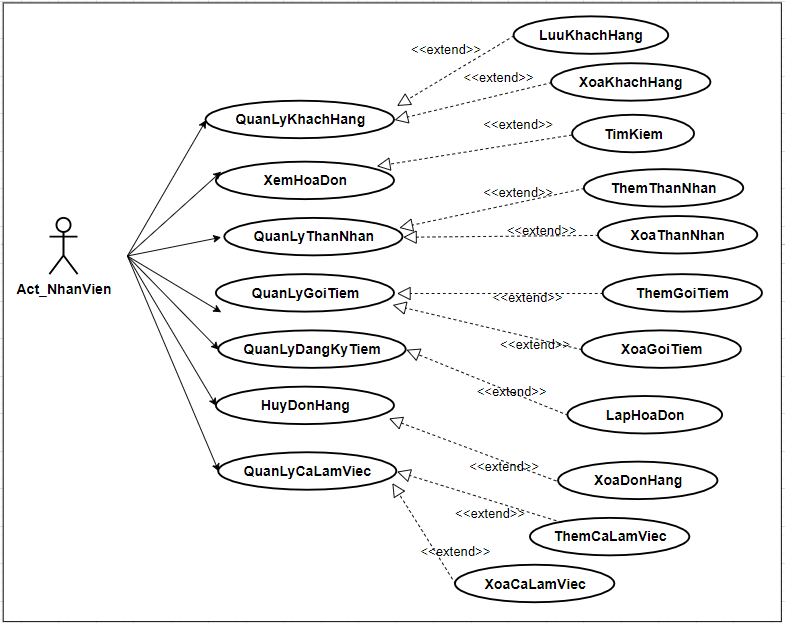 LuuKhachHang
<<extend>>
XoaKhachHang
<<extend>>
QuanLyKhachHang
<<extend>>
TimKiem
XemHoaDon
ThemThanNhan
<<extend>>
QuanLyThanNhan
<<extend>>
XoaThanNhan
Act_NhanVien
QuanLyGoiTiem
<<extend>>
ThemGoiTiem
QuanLyDangKyTiem
<<extend>>
XoaGoiTiem
<<extend>>
HuyDonHang
LapHoaDon
QuanLyCaLamViec
<<extend>>
XoaDonHang
<<extend>>
ThemCaLamViec
<<extend>>
XoaCaLamViec